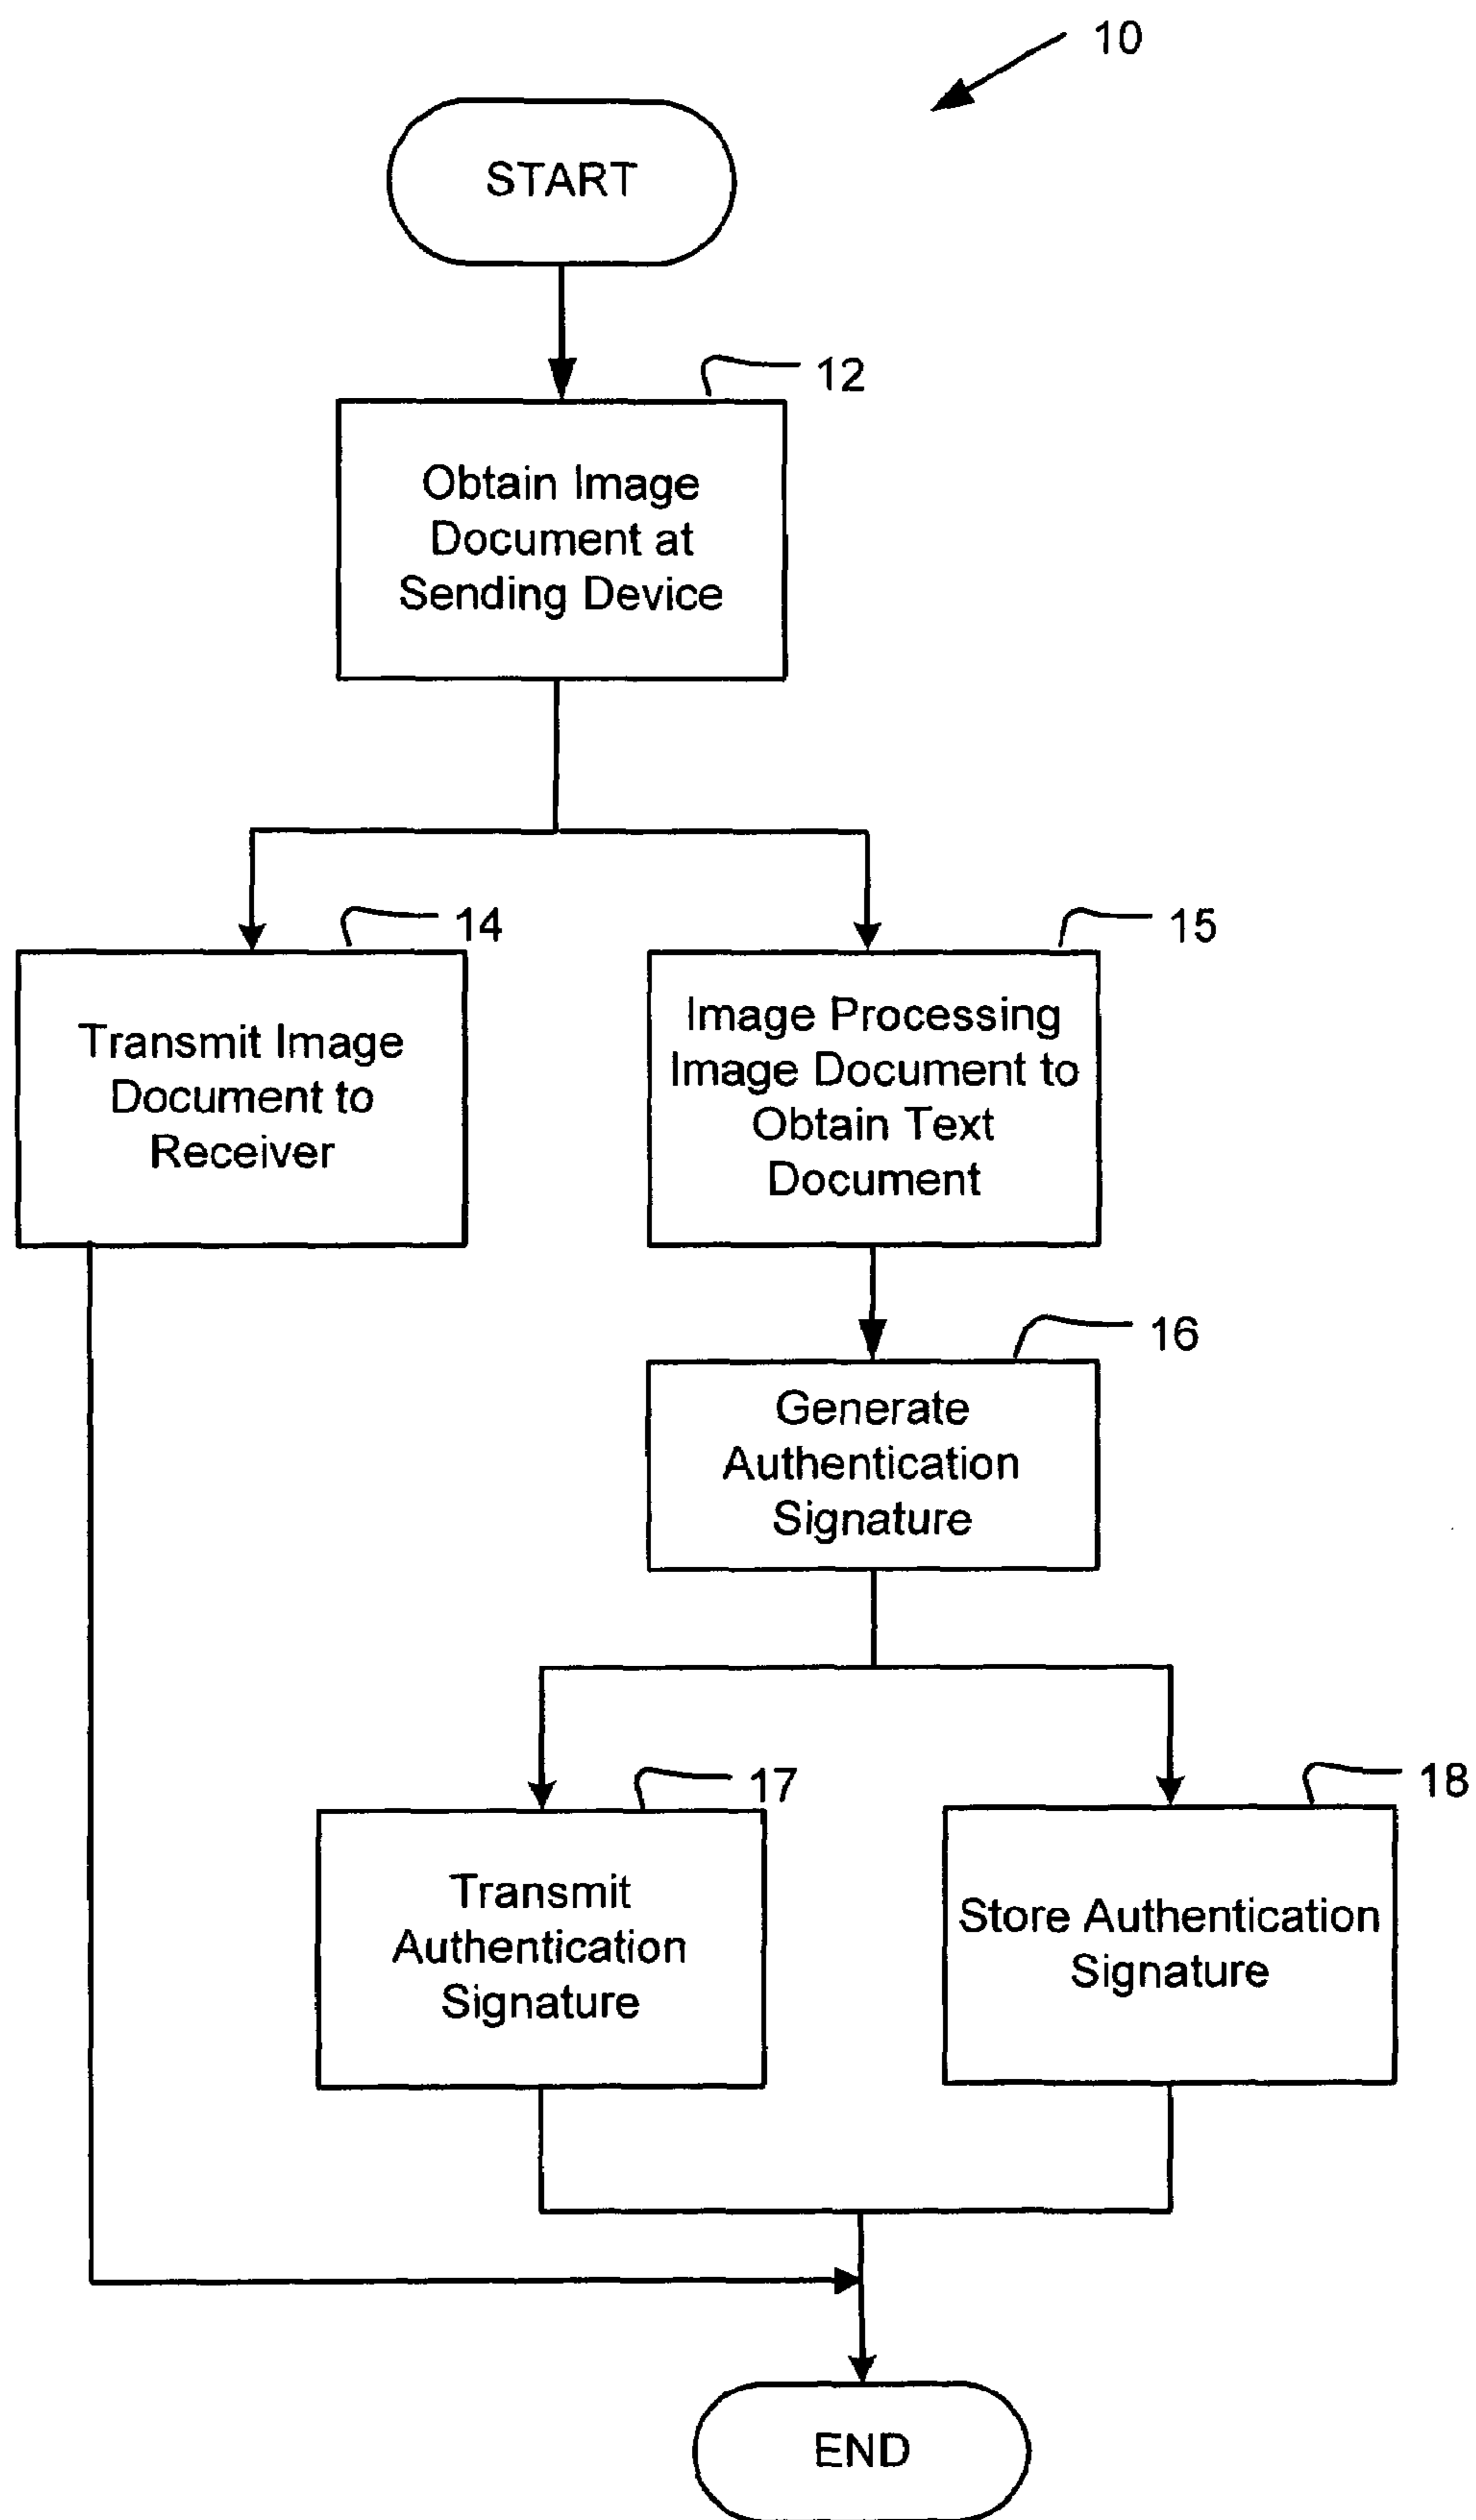 10
START
12
Obtain Image
Document at
Sending Device
14
Transmit Image
Document to
Receiver
15
Image Processing
Image Document to
Obtain Text
Document
16
Generate
Authentication
Signature
17
Transmit
Authentication
Signature
18
Store Authentication
Signature
END